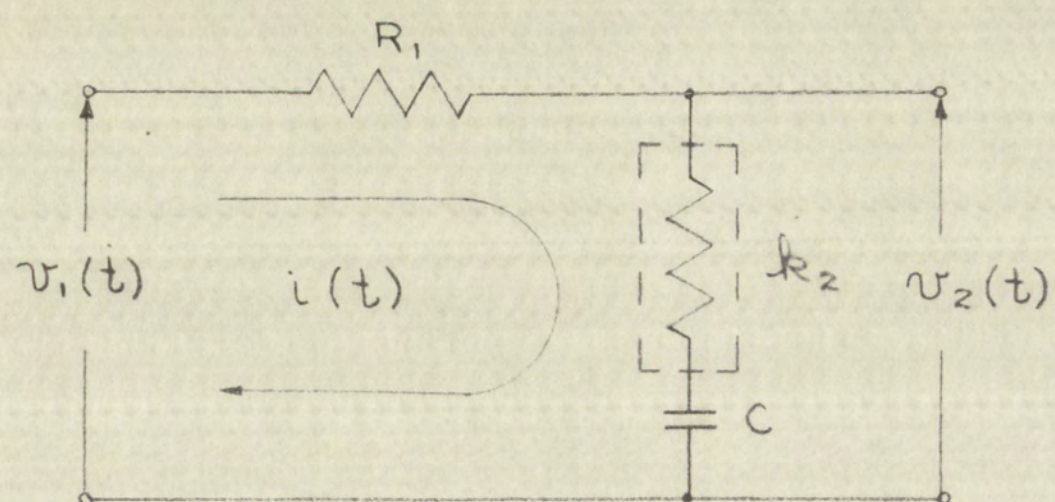 R₁
v₁(t)
i(t)
k₂
v₂(t)
C